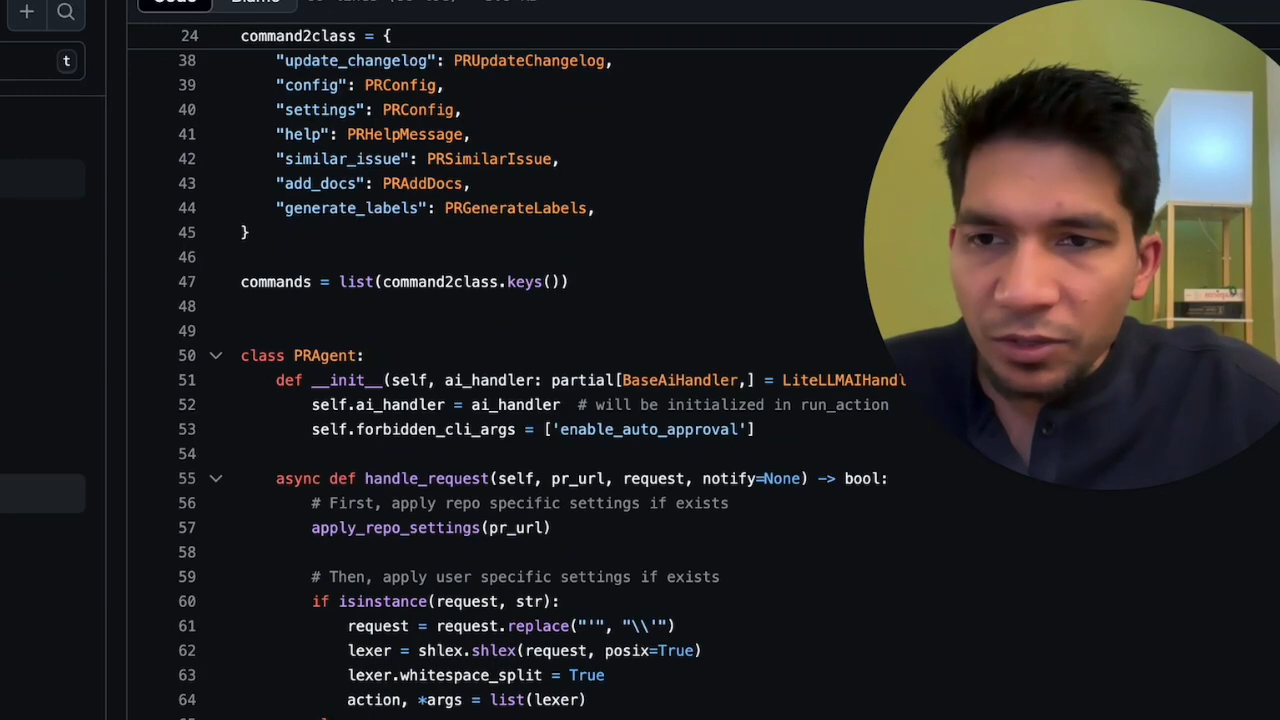 t
24 command2class = {
38 "update_changelog": PRUpdateChangelog,
39 "config": PRConfig,
40 "settings": PRConfig,
41 "help": PRHelpMessage,
42 "similar_issue": PRSimilarIssue,
43 "add_docs": PRAddDocs,
44 "generate_labels": PRGenerateLabels,
45 }
46
47 commands = list(command2class.keys())
48
49
50 class PRAgent:
51 def __init__(self, ai_handler: partial[BaseAiHandler,] = LiteLLMAIHandl
52 self.ai_handler = ai_handler # will be initialized in run_action
53 self.forbidden_cli_args = ['enable_auto_approval']
54
55 async def handle_request(self, pr_url, request, notify=None) -> bool:
56 # First, apply repo specific settings if exists
57 apply_repo_settings(pr_url)
58
59 # Then, apply user specific settings if exists
60 if isinstance(request, str):
61 request = request.replace("'", "\\'")
62 lexer = shlex.shlex(request, posix=True)
63 lexer.whitespace_split = True
64 action, *args = list(lexer)